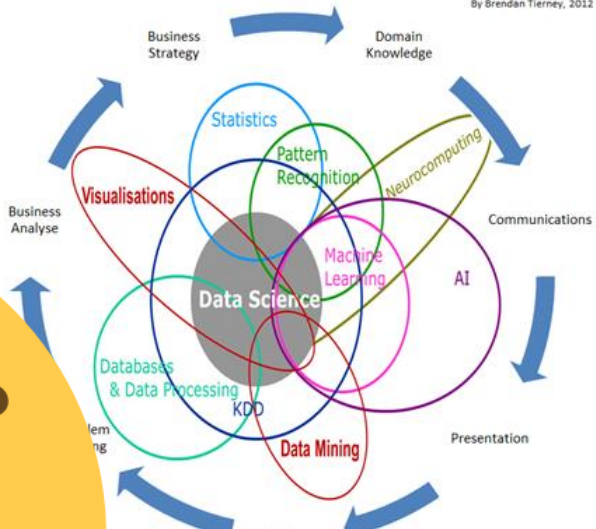 By Brendan Tierney, 2012
Business
Strategy
Domain
Knowledge
Statistics
Pattern
Recognition
Neurocomputing
Visualisations
Business
Analyse
Communications
Machine
Learning
AI
Data Science
Databases
& Data Processing
KDD
Data Mining
Presentation